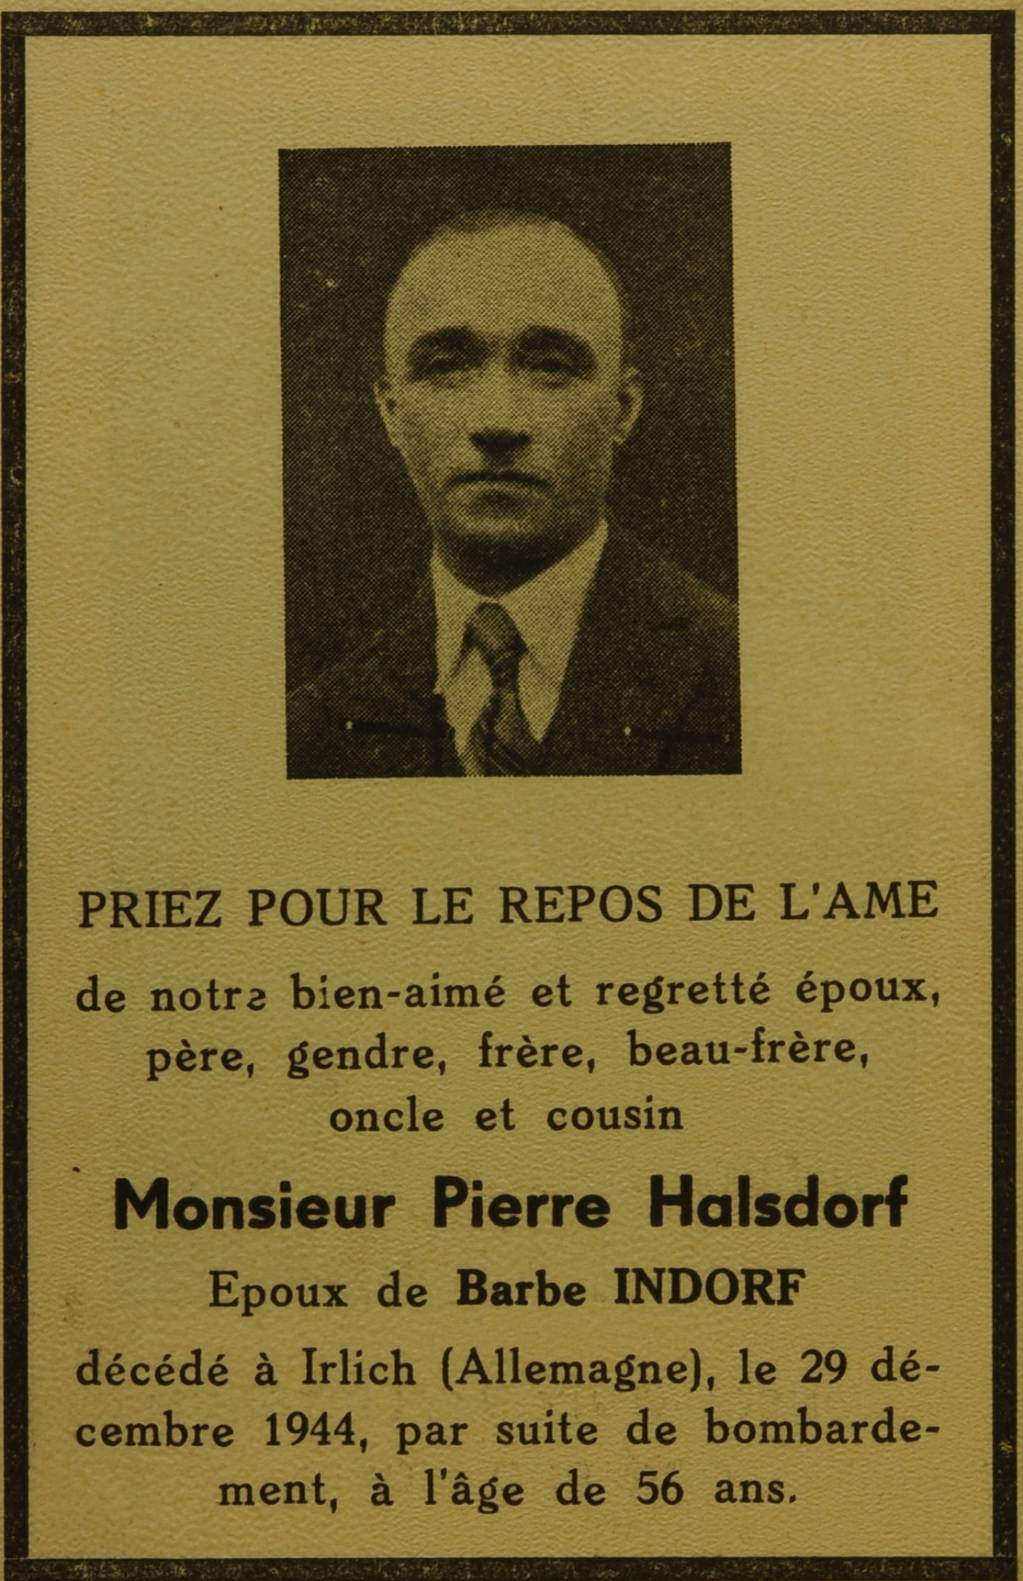 PRIEZ POUR LE REPOS DE L'AME
de notre bien-aimé et regretté époux,
père, gendre, frère, beau-frère,
oncle et cousin
Monsieur Pierre Halsdorf
Epoux de Barbe INDORF
décédé à Irlich (Allemagne), le 29 dé-
cembre 1944, par suite de bombarde-
ment, à l'âge de 56 ans.